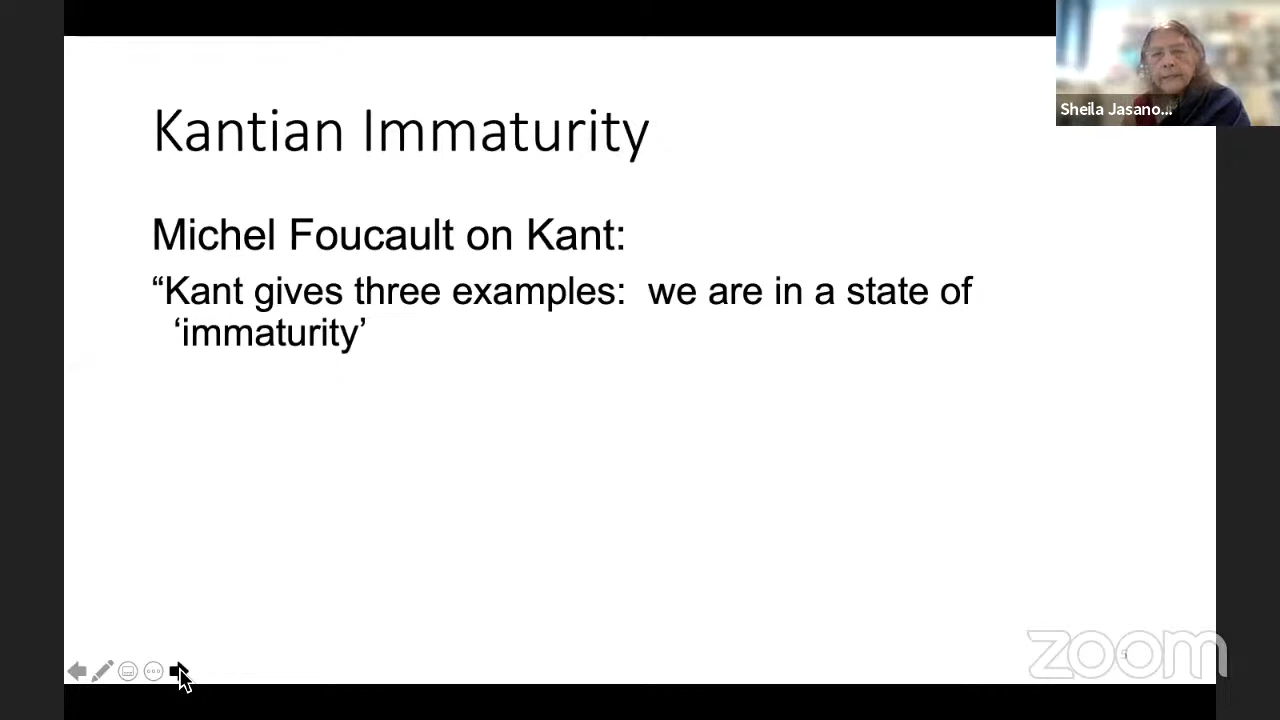 Kantian Immaturity
Sheila Jasano...
Michel Foucault on Kant:
“Kant gives three examples:  we are in a state of
‘immaturity’
zoom
5